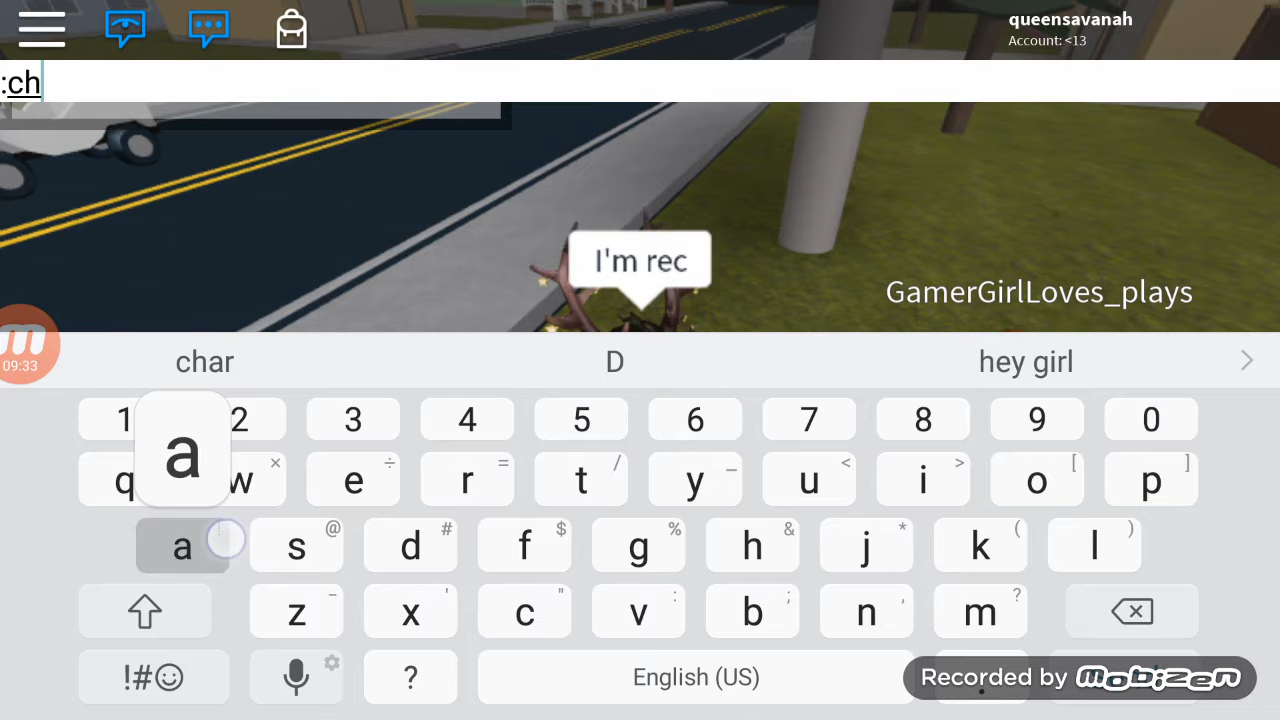 queensavanah
Account: <13
:ch
I'm rec
GamerGirlLoves_plays
m
09:33
char D hey girl
1 2 3 4 5 6 7 8 9 0
a
q w × e ÷ r = t / y _ u < i > o [ p ]
a ! s @ d # f $ g % h & j * k ( l )
z - x ' c " v : b ; n , m ?
!#☺ ? English (US) .
Recorded by mobizen